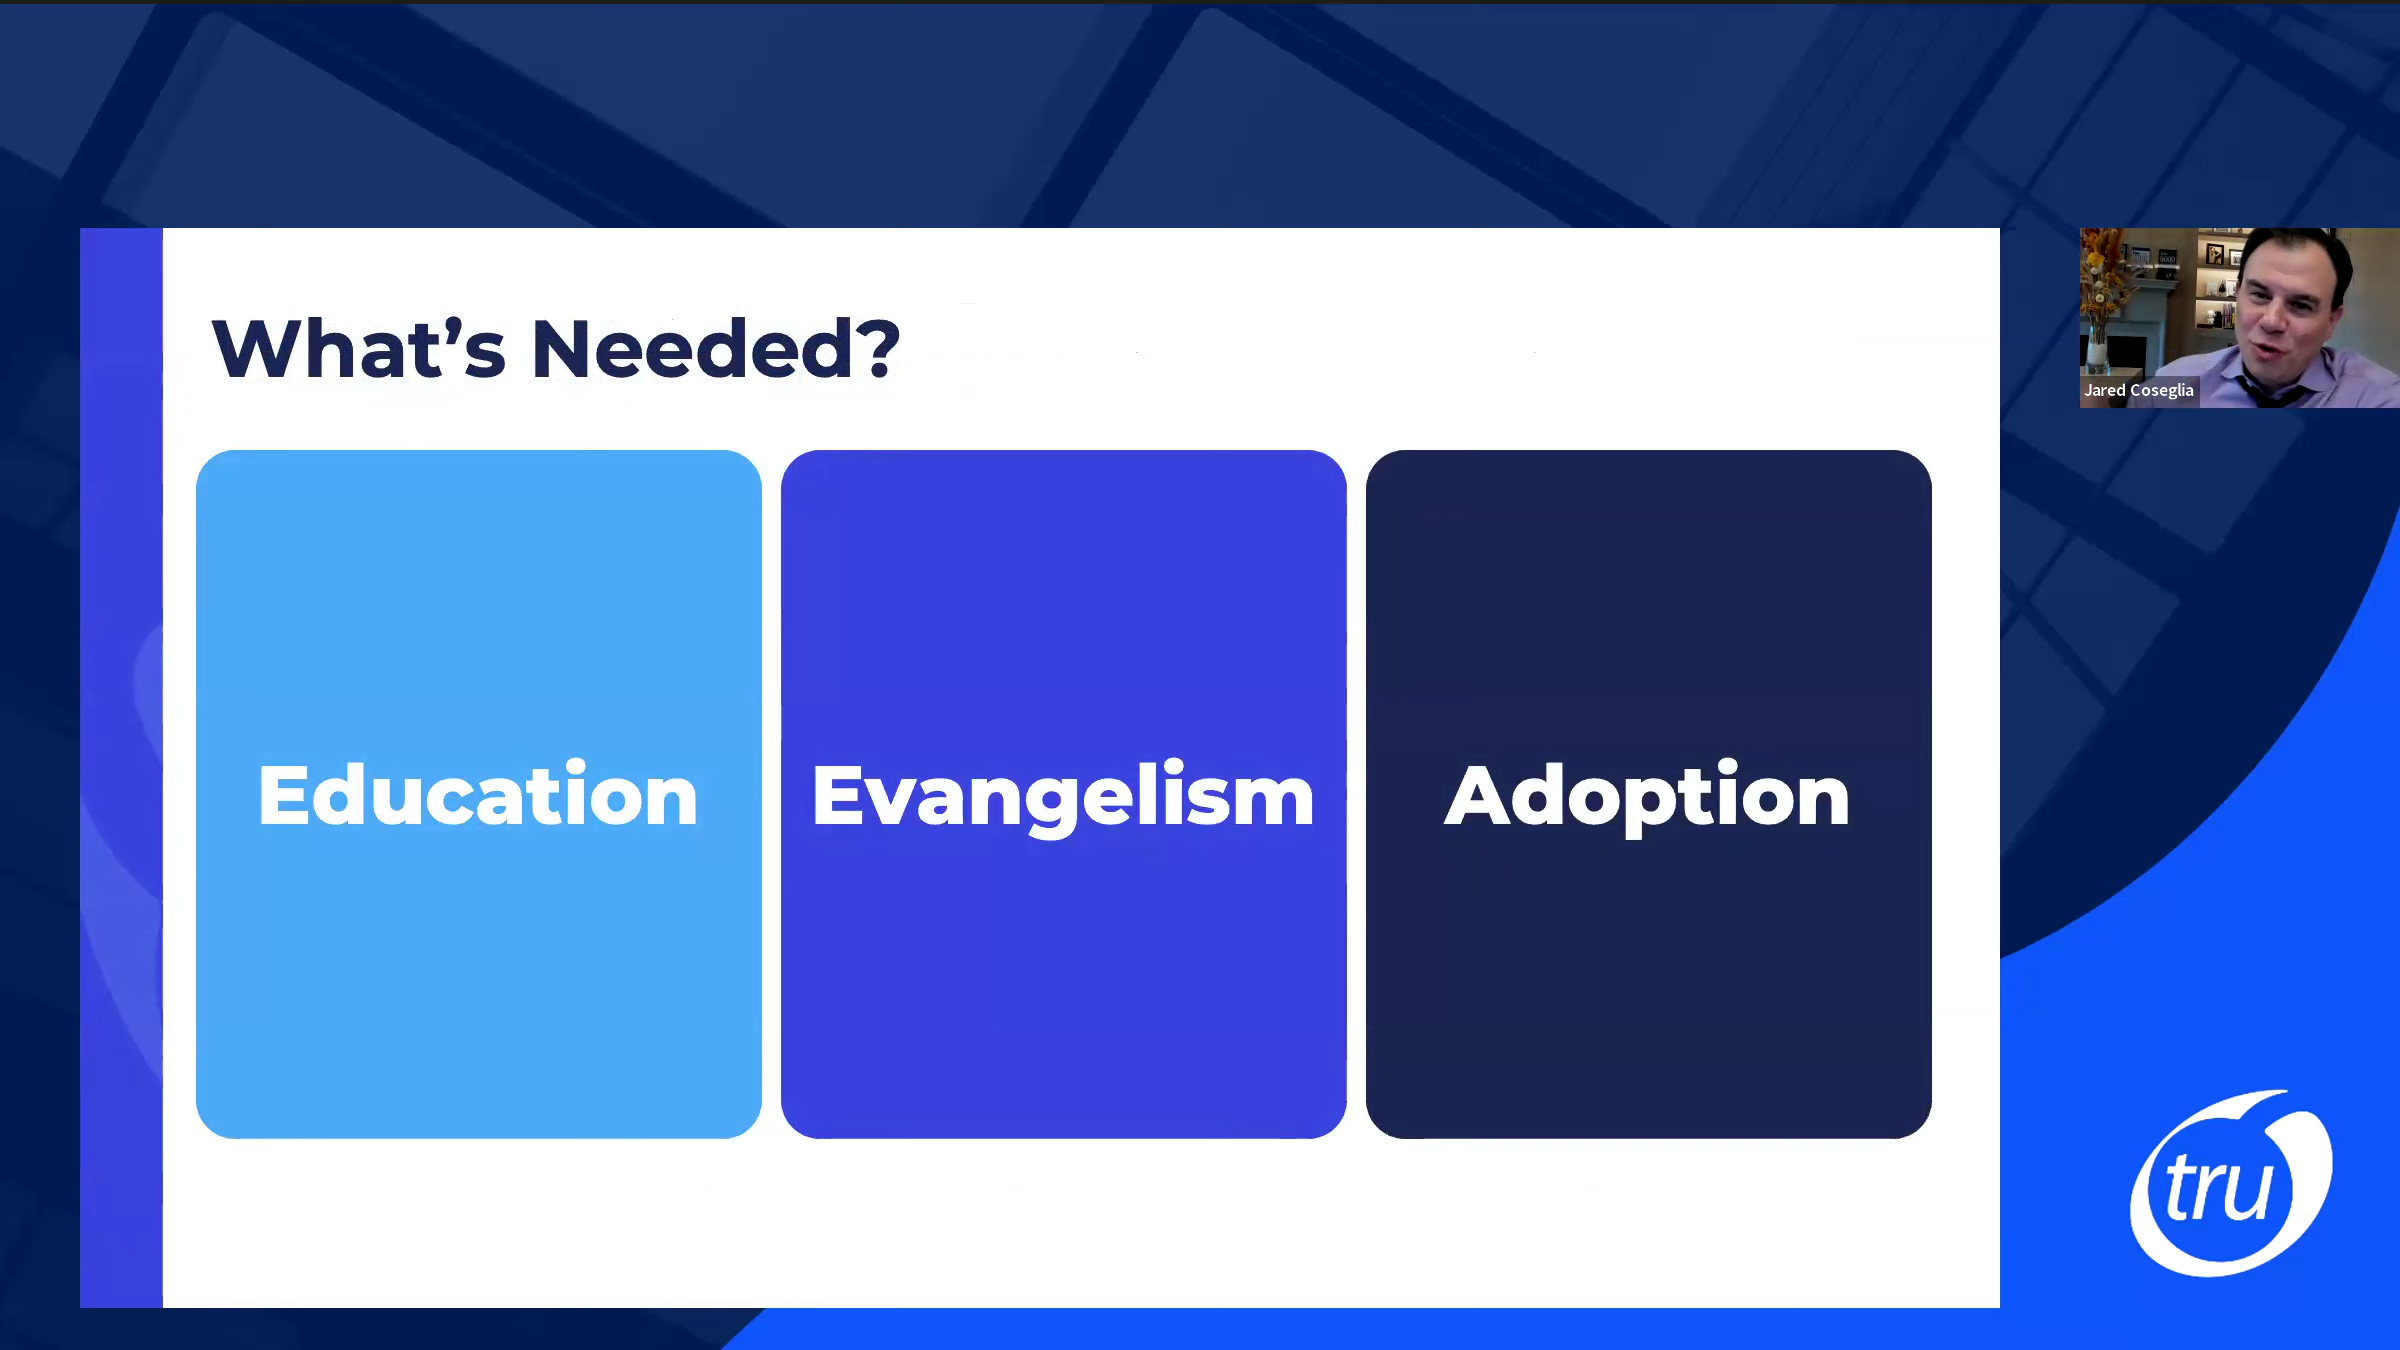 What's Needed?
Education
Evangelism
Adoption
Jared Coseglia
tru